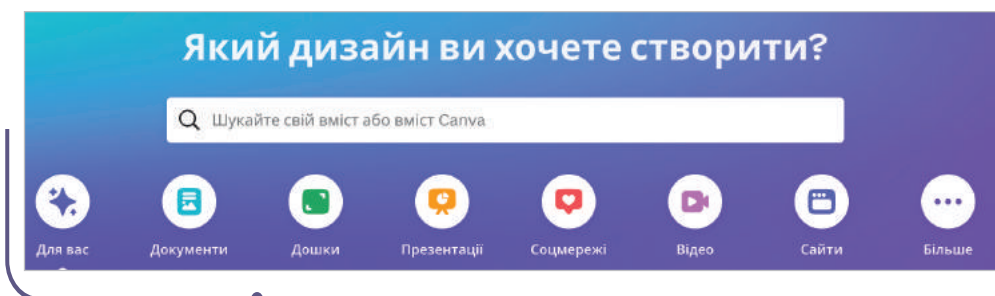 Який дизайн ви хочете створити?
Шукайте свій вміст або вміст Canva
Для вас Документи Дошки Презентації Соцмережі Відео Сайти Більше